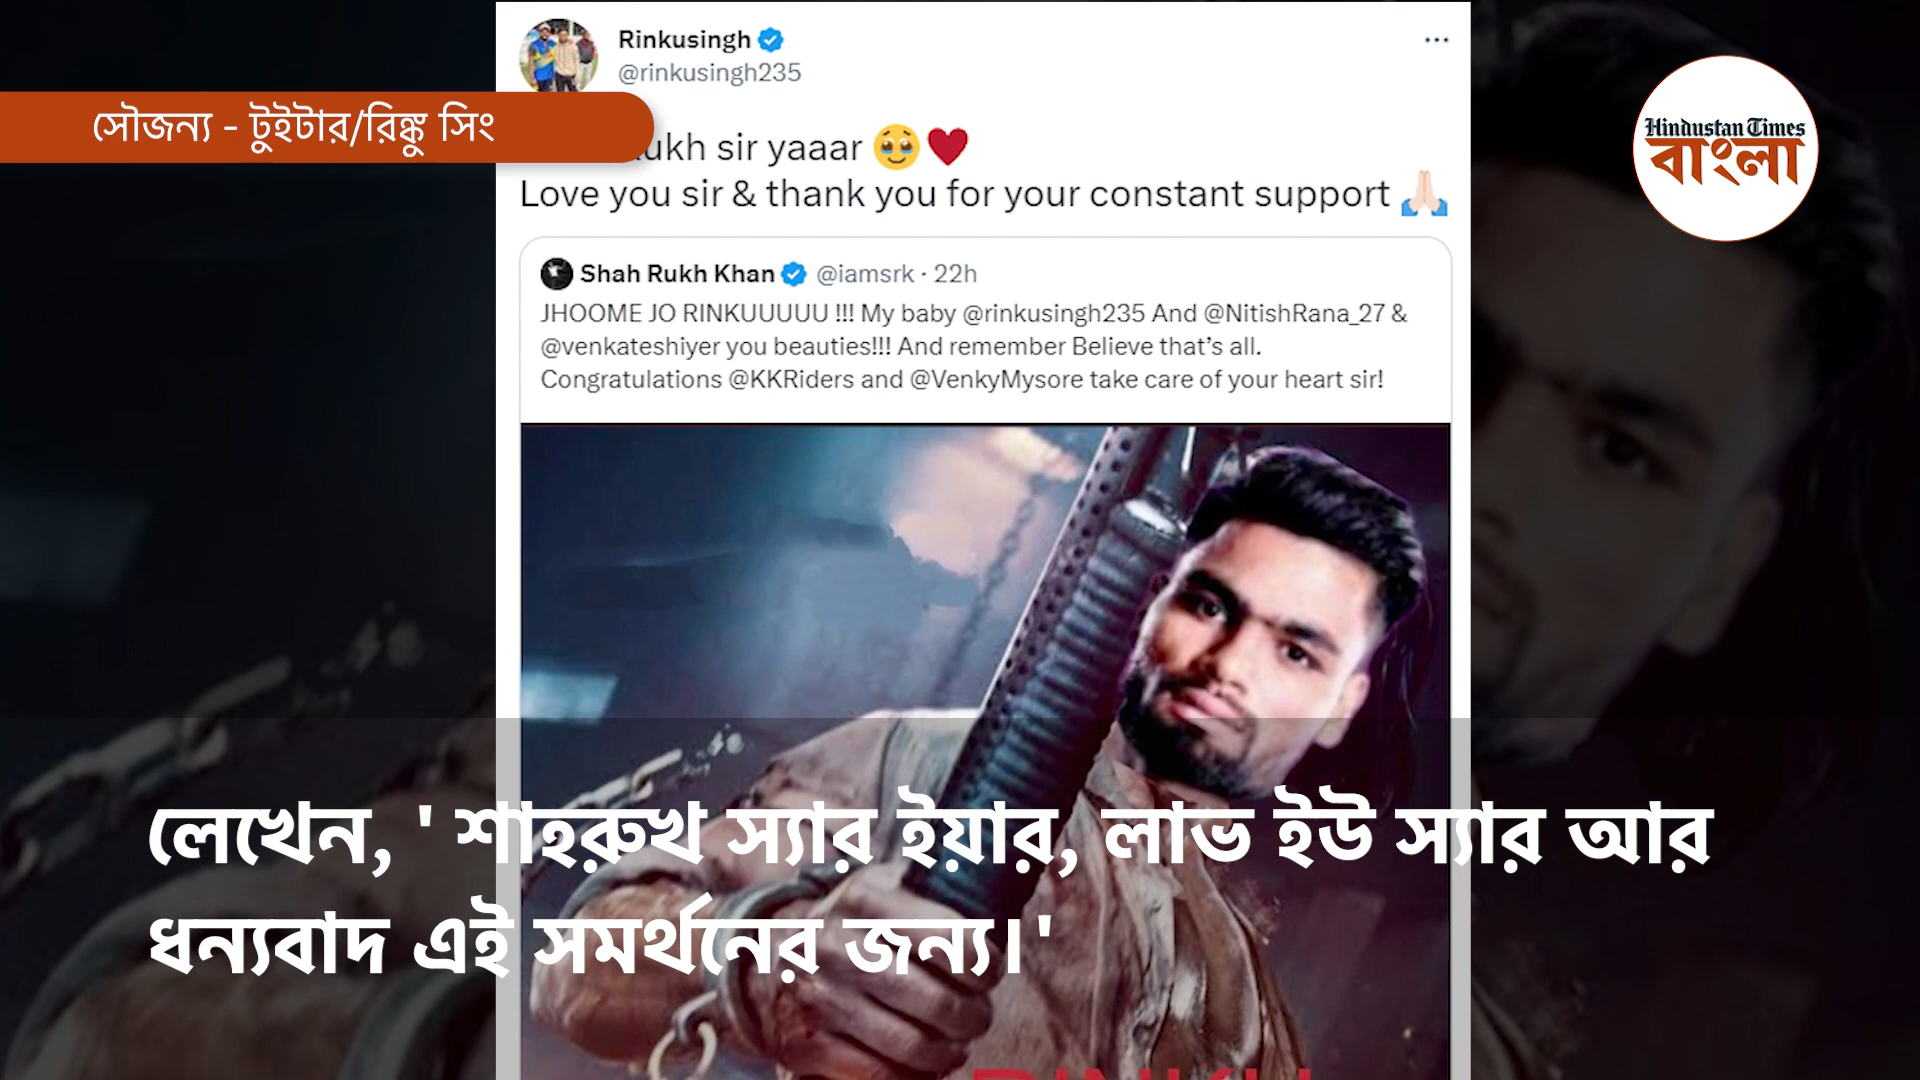 Rinkusingh
@rinkusingh235
সৌজন্য - টুইটার/রিঙ্কু সিং
sir yaaar 🥹♥️
Love you sir & thank you for your constant support 🙏🏻
Shah Rukh Khan @iamsrk · 22h
JHOOME JO RINKUUUUU !!! My baby @rinkusingh235 And @NitishRana_27 &
@venkateshiyer you beauties!!! And remember Believe that's all.
Congratulations @KKRiders and @VenkyMysore take care of your heart sir!
Hindustan Times
বাংলা
লেখেন, ' শাহরুখ স্যার ইয়ার, লাভ ইউ স্যার আর
ধন্যবাদ এই সমর্থনের জন্য।'